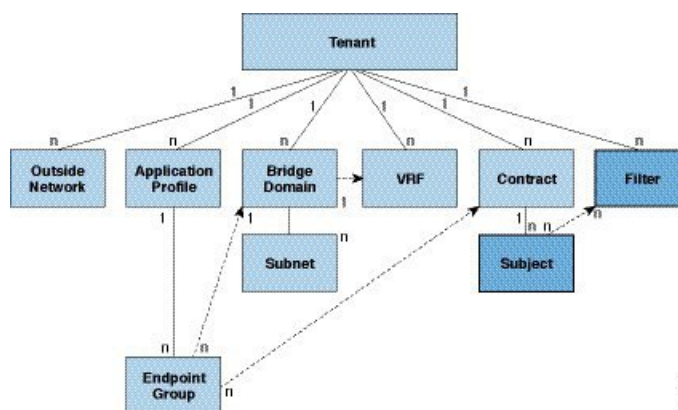 Tenant
1 1 1 1 1 1
n n n n n n
Outside
Network
Application
Profile
Bridge
Domain
VRF
Contract
Filter
1 1 1 1 n n n
Subnet
n
Subject
n n
Endpoint
Group
n